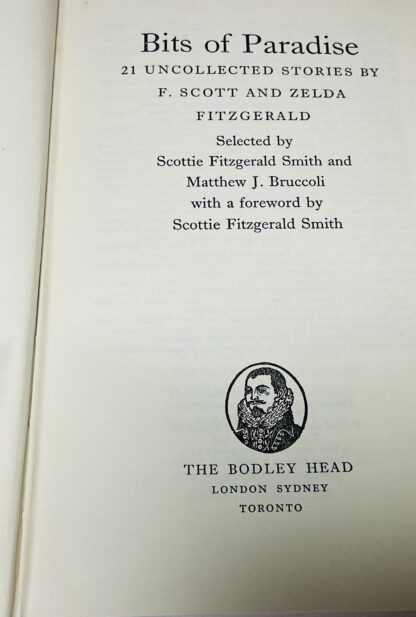 Bits of Paradise
21 UNCOLLECTED STORIES BY
F. SCOTT AND ZELDA
FITZGERALD
Selected by
Scottie Fitzgerald Smith and
Matthew J. Bruccoli
with a foreword by
Scottie Fitzgerald Smith
THE BODLEY HEAD
LONDON SYDNEY
TORONTO